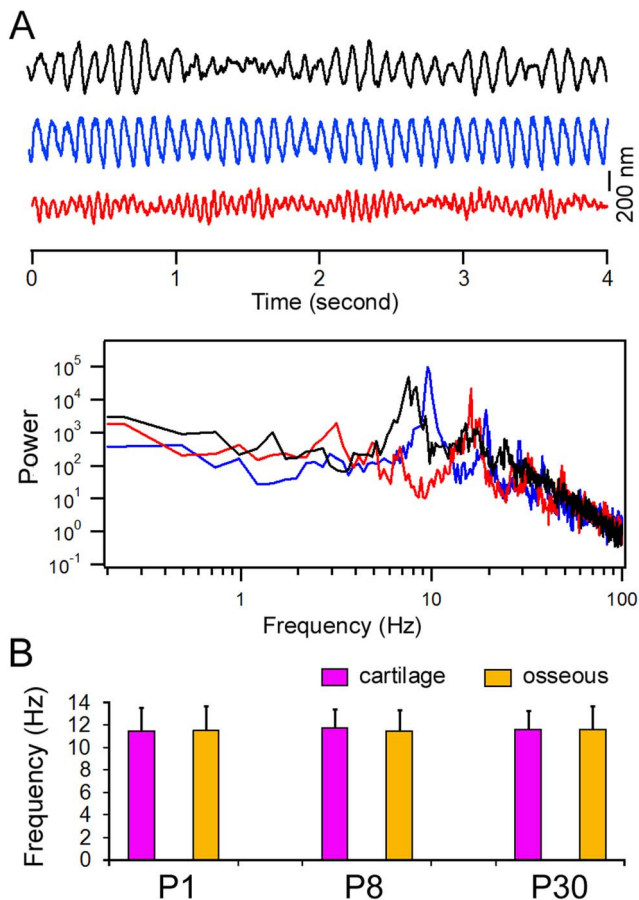 A
200 nm
0 1 2 3 4
Time (second)
10^5
10^4
10^3
10^2
10^1
10^0
10^-1
Power
1 10 100
Frequency (Hz)
B
cartilage osseous
14
12
10
8
6
4
2
0
Frequency (Hz)
P1 P8 P30